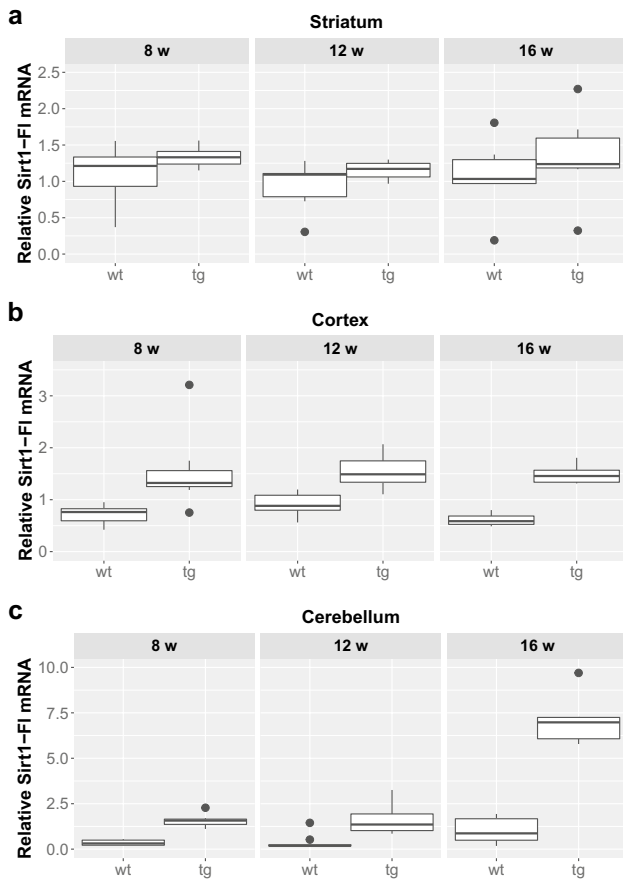 a
Striatum
8 w 12 w 16 w
Relative Sirt1−Fl mRNA
2.5
2.0
1.5
1.0
0.5
0.0
wt tg wt tg wt tg
b
Cortex
8 w 12 w 16 w
Relative Sirt1−Fl mRNA
3
2
1
0
wt tg wt tg wt tg
c
Cerebellum
8 w 12 w 16 w
Relative Sirt1−Fl mRNA
10.0
7.5
5.0
2.5
0.0
wt tg wt tg wt tg